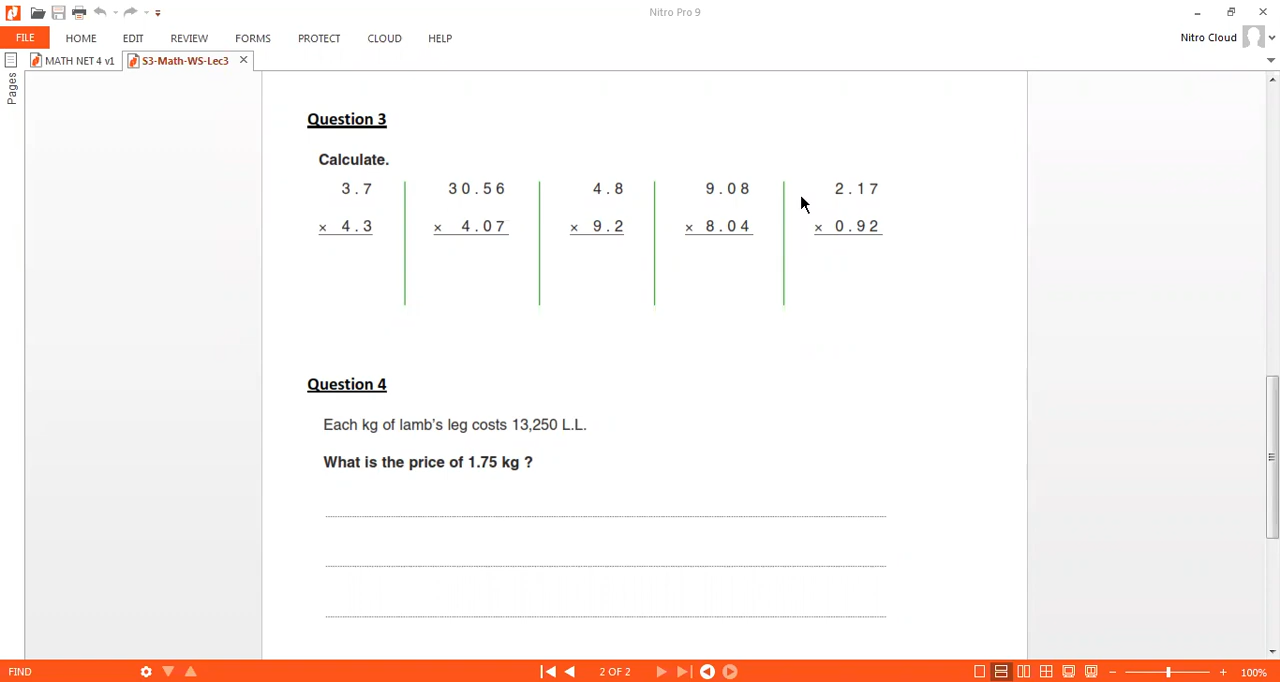 Nitro Pro 9
FILE HOME EDIT REVIEW FORMS PROTECT CLOUD HELP
Nitro Cloud
MATH NET 4 v1 S3-Math-WS-Lec3
Pages
Question 3
Calculate.
3.7 30.56 4.8 9.08 2.17
× 4.3 × 4.07 × 9.2 × 8.04 × 0.92
Question 4
Each kg of lamb's leg costs 13,250 L.L.
What is the price of 1.75 kg ?
FIND 2 OF 2 100%